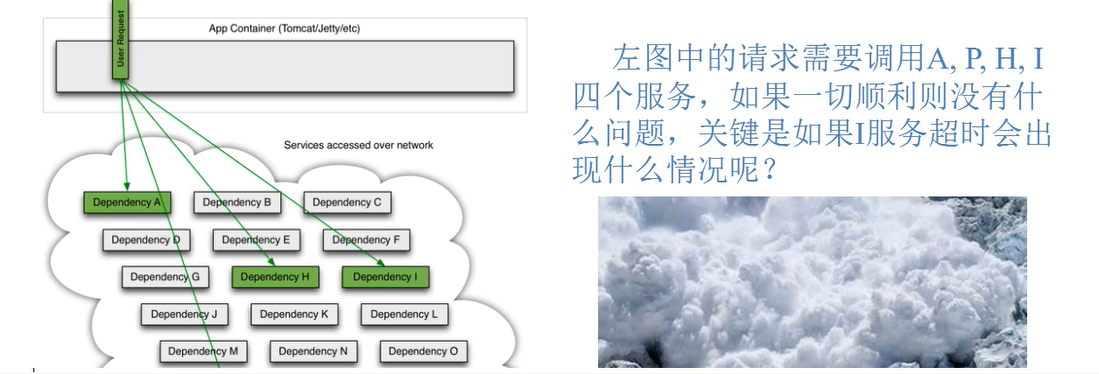 User Request
App Container (Tomcat/Jetty/etc)
Services accessed over network
Dependency A
Dependency B
Dependency C
Dependency D
Dependency E
Dependency F
Dependency G
Dependency H
Dependency I
Dependency J
Dependency K
Dependency L
Dependency M
Dependency N
Dependency O
左图中的请求需要调用A, P, H, I
四个服务，如果一切顺利则没有什
么问题，关键是如果I服务超时会出
现什么情况呢？